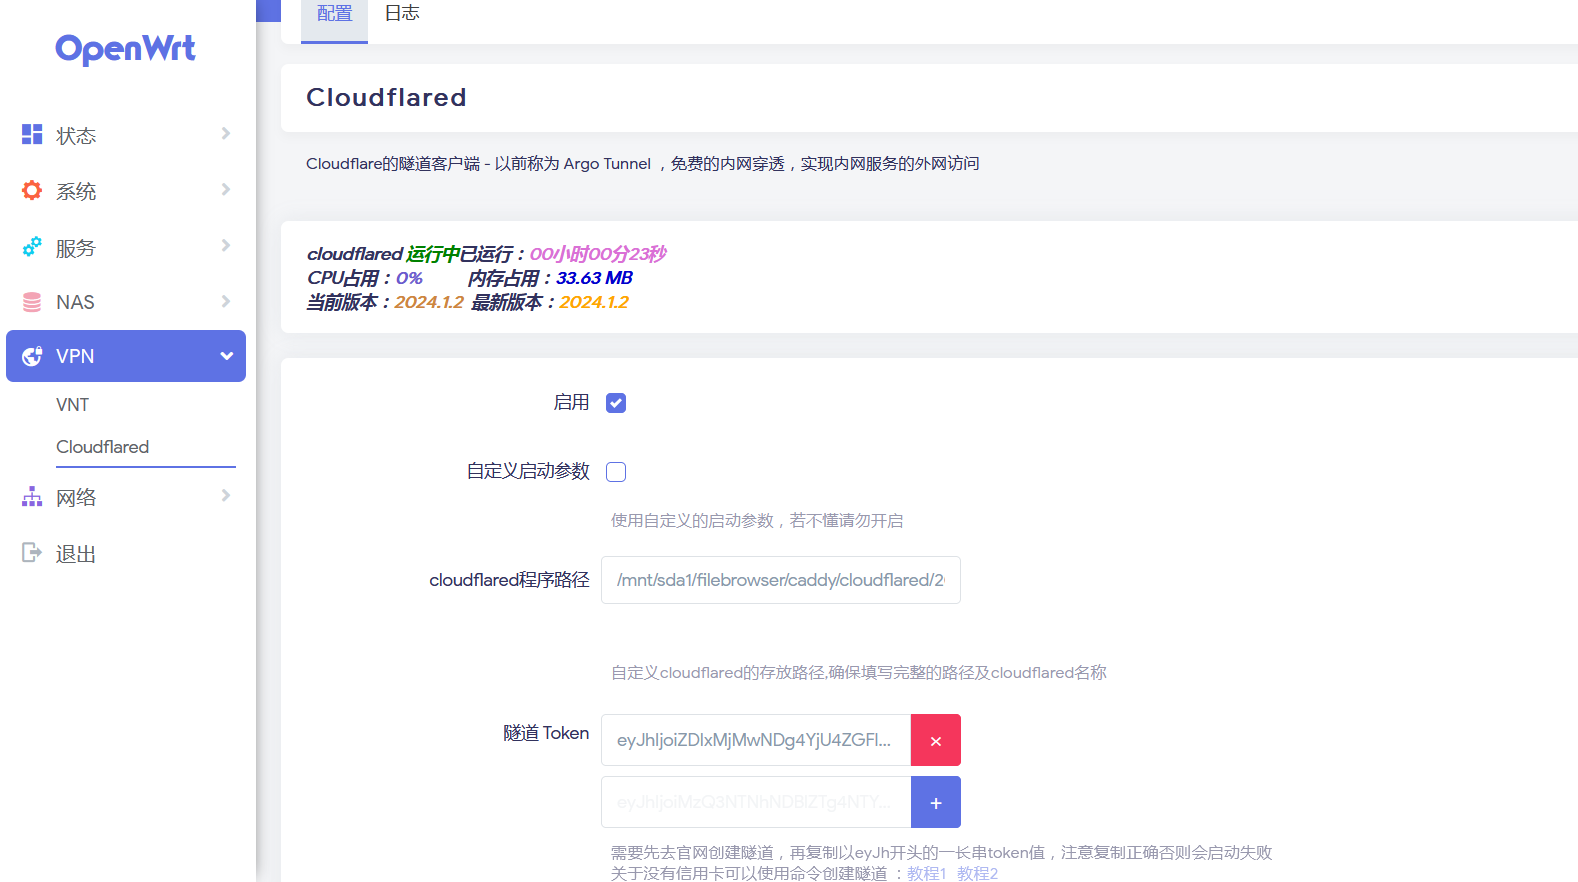 OpenWrt
状态
系统
服务
NAS
VPN
VNT
Cloudflared
网络
退出
配置 日志
Cloudflared
Cloudflare的隧道客户端 - 以前称为 Argo Tunnel ，免费的内网穿透，实现内网服务的外网访问
cloudflared 运行中已运行：00小时00分23秒
CPU占用：0% 内存占用：33.63 MB
当前版本：2024.1.2 最新版本：2024.1.2
启用
自定义启动参数
使用自定义的启动参数，若不懂请勿开启
cloudflared程序路径 /mnt/sda1/filebrowser/caddy/cloudflared/2
自定义cloudflared的存放路径,确保填写完整的路径及cloudflared名称
隧道 Token eyJhIjoiZDIxMjMwNDg4YjU4ZGFl...
eyJhIjoiMzQ3NTNhNDBlZTg4NTY...
需要先去官网创建隧道，再复制以eyJh开头的一长串token值，注意复制正确否则会启动失败
关于没有信用卡可以使用命令创建隧道 ：教程1 教程2